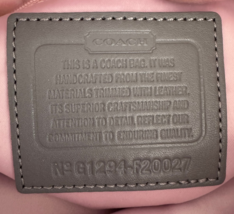 COACH
THIS IS A COACH BAG. IT WAS
HANDCRAFTED FROM THE FINEST
MATERIALS TRIMMED WITH LEATHER.
ITS SUPERIOR CRAFTSMANSHIP AND
ATTENTION TO DETAIL REFLECT OUR
COMMITMENT TO ENDURING QUALITY.
Nº B1294-F20027